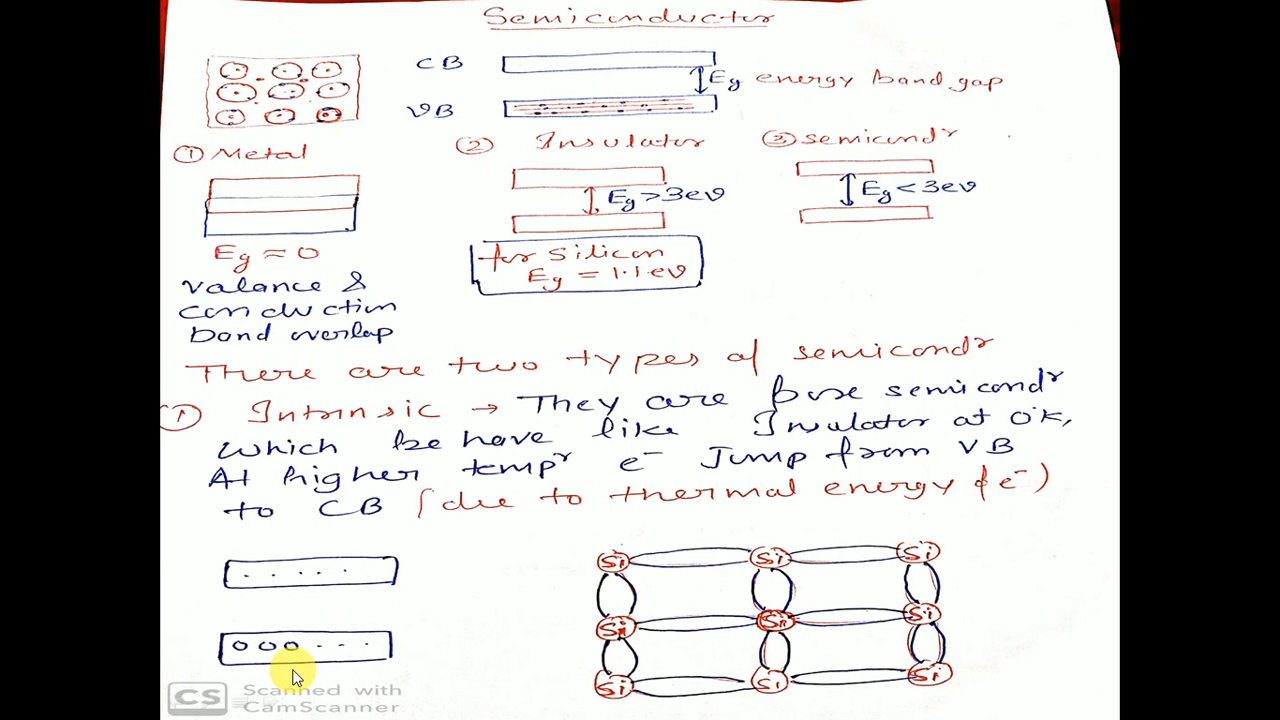 Semiconductor
CB
Eg energy band gap
VB
① Metal
② Insulator
③ semicondr
Eg > 3ev
Eg < 3ev
Eg ≈ 0
for Silicon
Eg = 1.1ev
valance &
conduction
band overlap
There are two types of semicondr
① Intrinsic → They are pure semicondr
which be have like Insulator at 0°K,
At higher tempr e- Jump from VB
to CB (due to thermal energy of e-)
Si Si Si
Si Si Si
Si Si Si
CS Scanned with
CamScanner